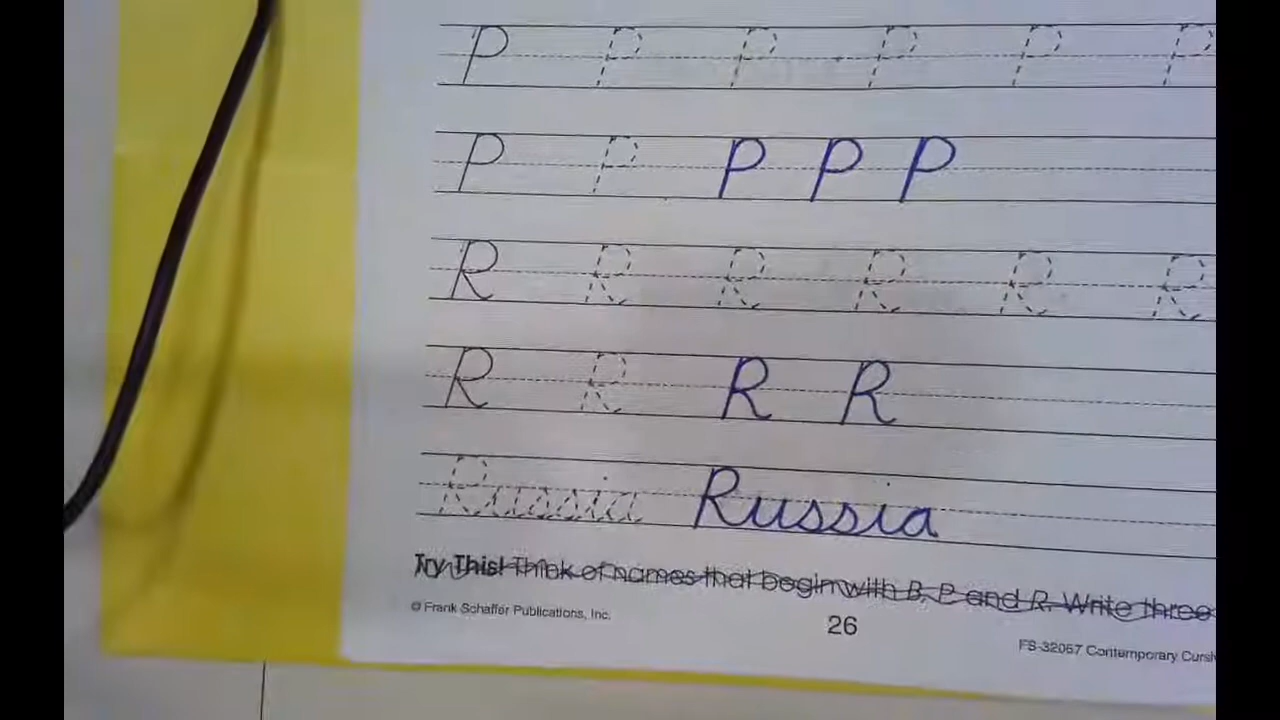 P P P P P P
P P P P P
R R R R R R
R R R R
Russia Russia
Try This! Think of names that begin with B, P and R. Write three
© Frank Schaffer Publications, Inc.
26
FS-32067 Contemporary Cursi